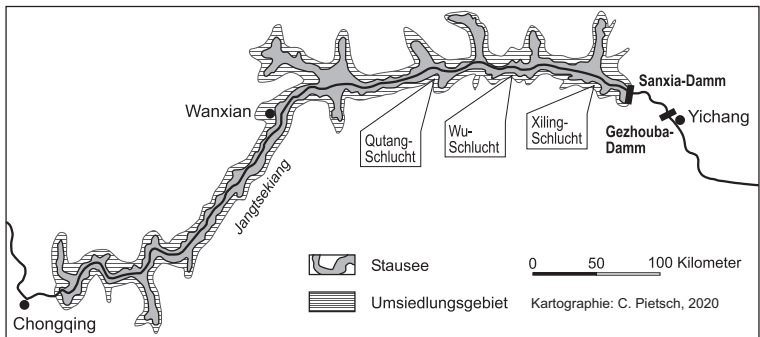 Sanxia-Damm
Wanxian
Yichang
Qutang-
Schlucht
Wu-
Schlucht
Xiling-
Schlucht
Gezhouba-
Damm
Jangtsekiang
Stausee
0 50 100 Kilometer
Umsiedlungsgebiet
Kartographie: C. Pietsch, 2020
Chongqing